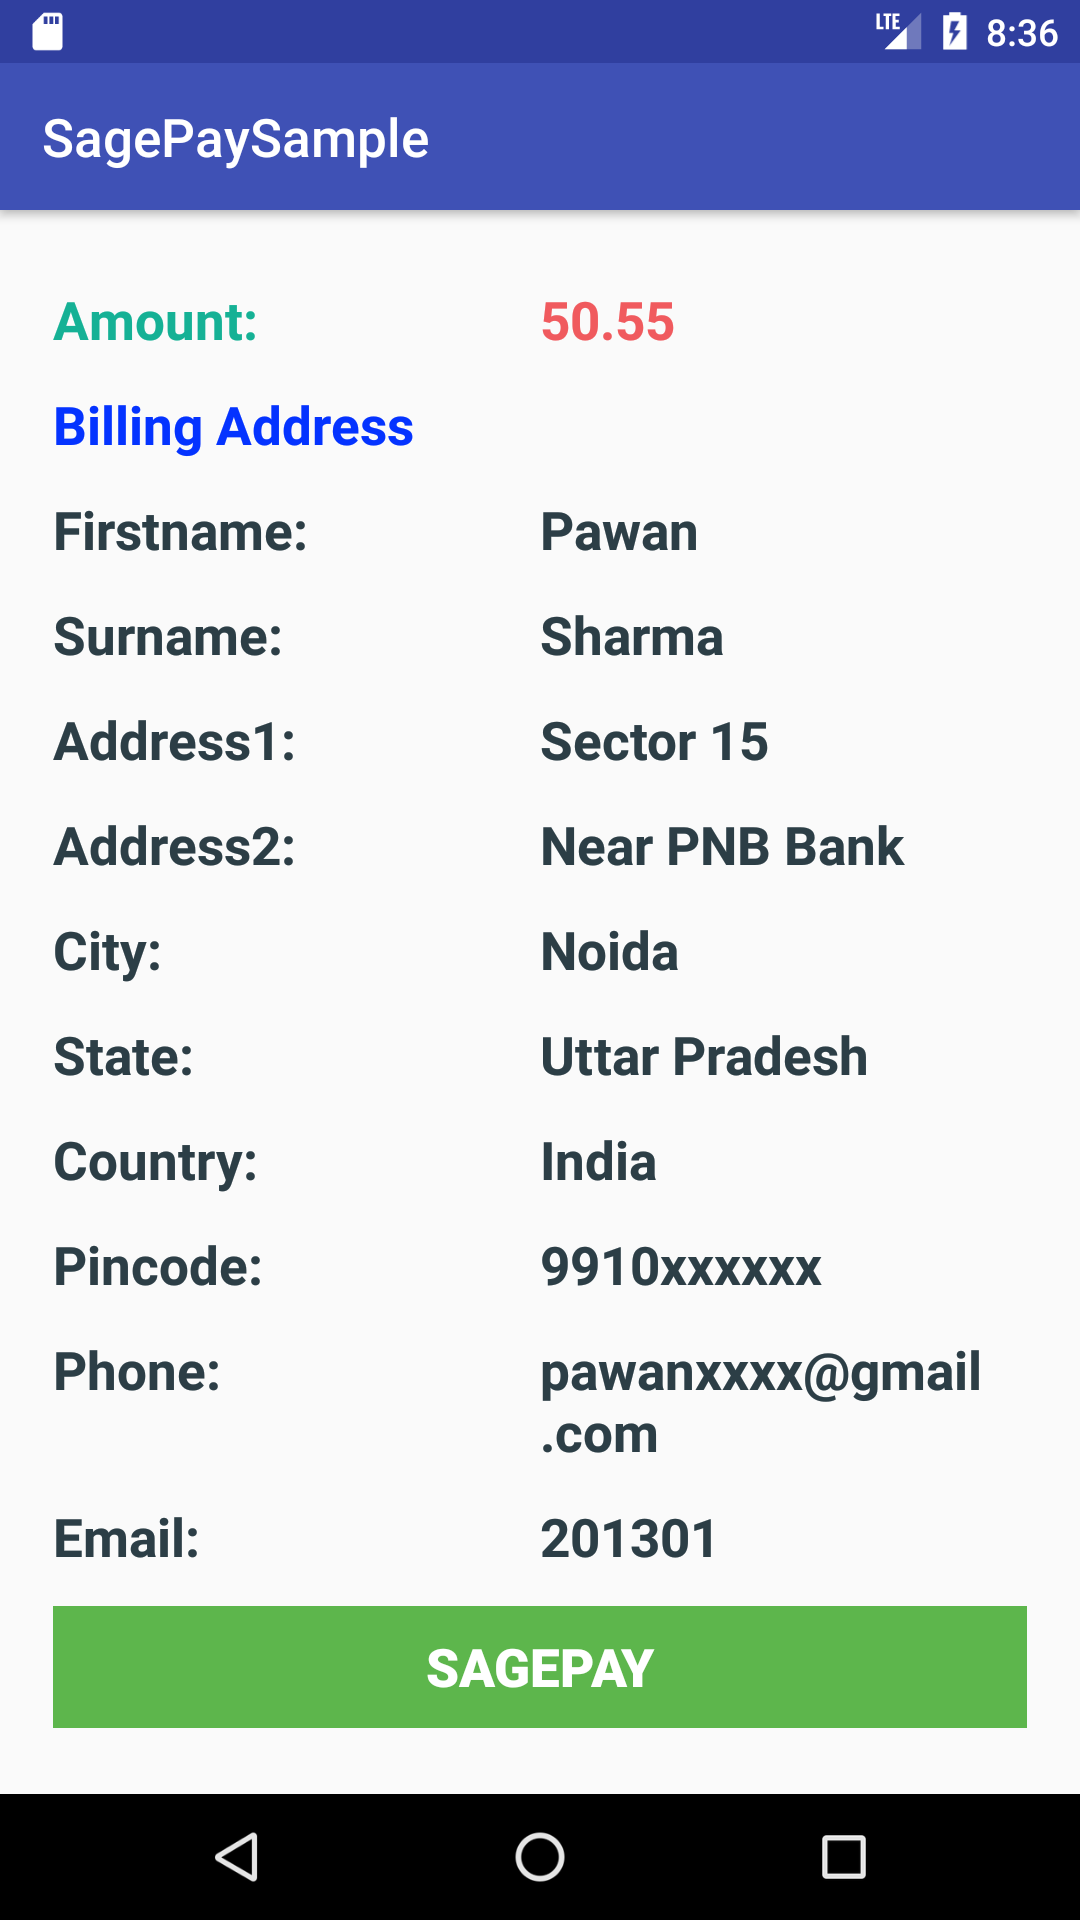 LTE 8:36
SagePaySample
Amount: 50.55
Billing Address
Firstname: Pawan
Surname: Sharma
Address1: Sector 15
Address2: Near PNB Bank
City: Noida
State: Uttar Pradesh
Country: India
Pincode: 9910xxxxxx
Phone: pawanxxxx@gmail
.com
Email: 201301
SAGEPAY